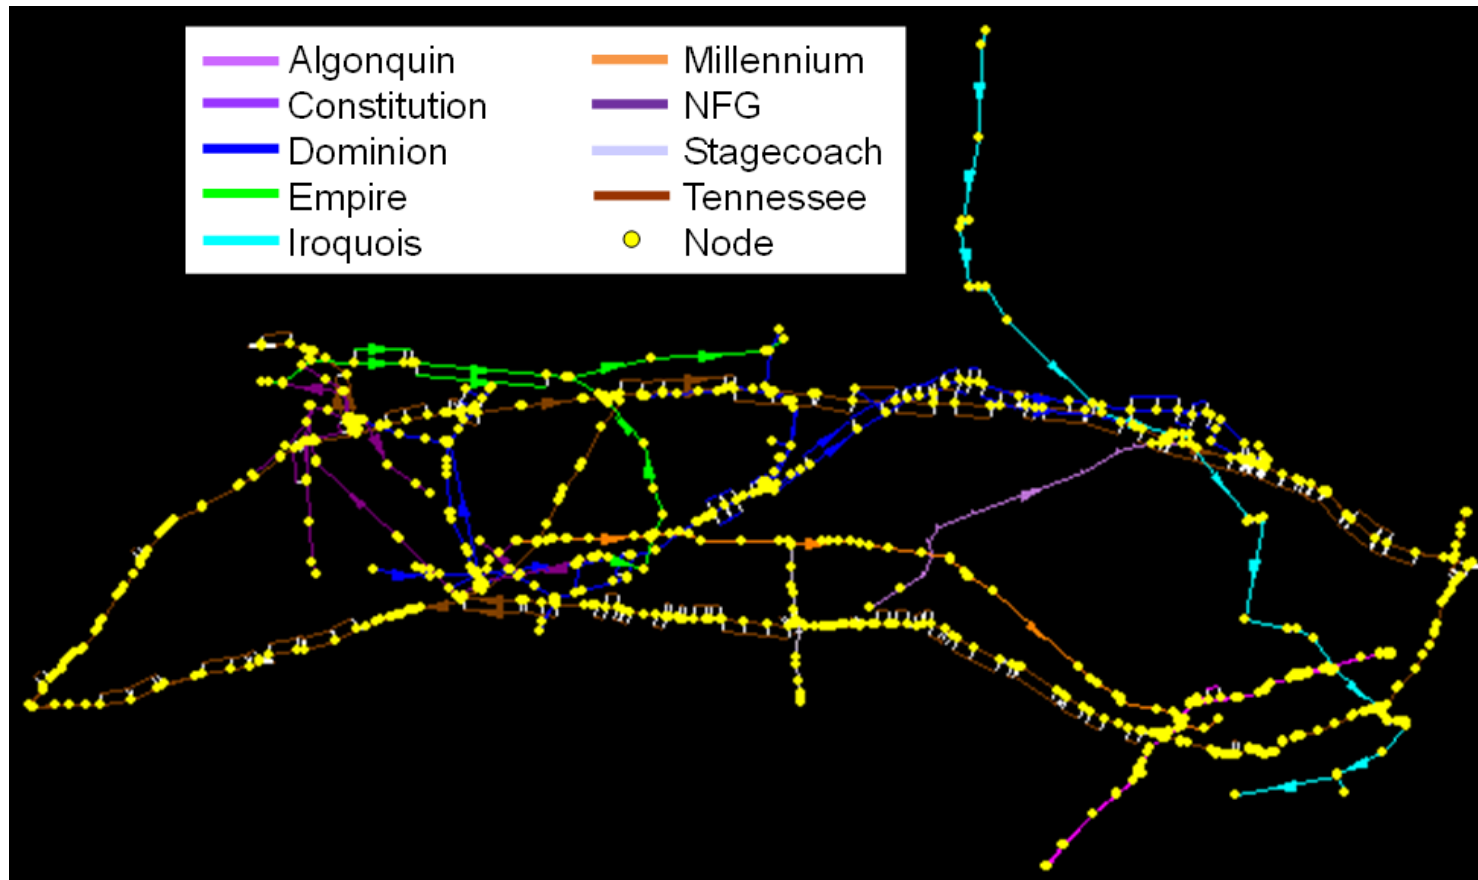 Algonquin
Constitution
Dominion
Empire
Iroquois
Millennium
NFG
Stagecoach
Tennessee
Node